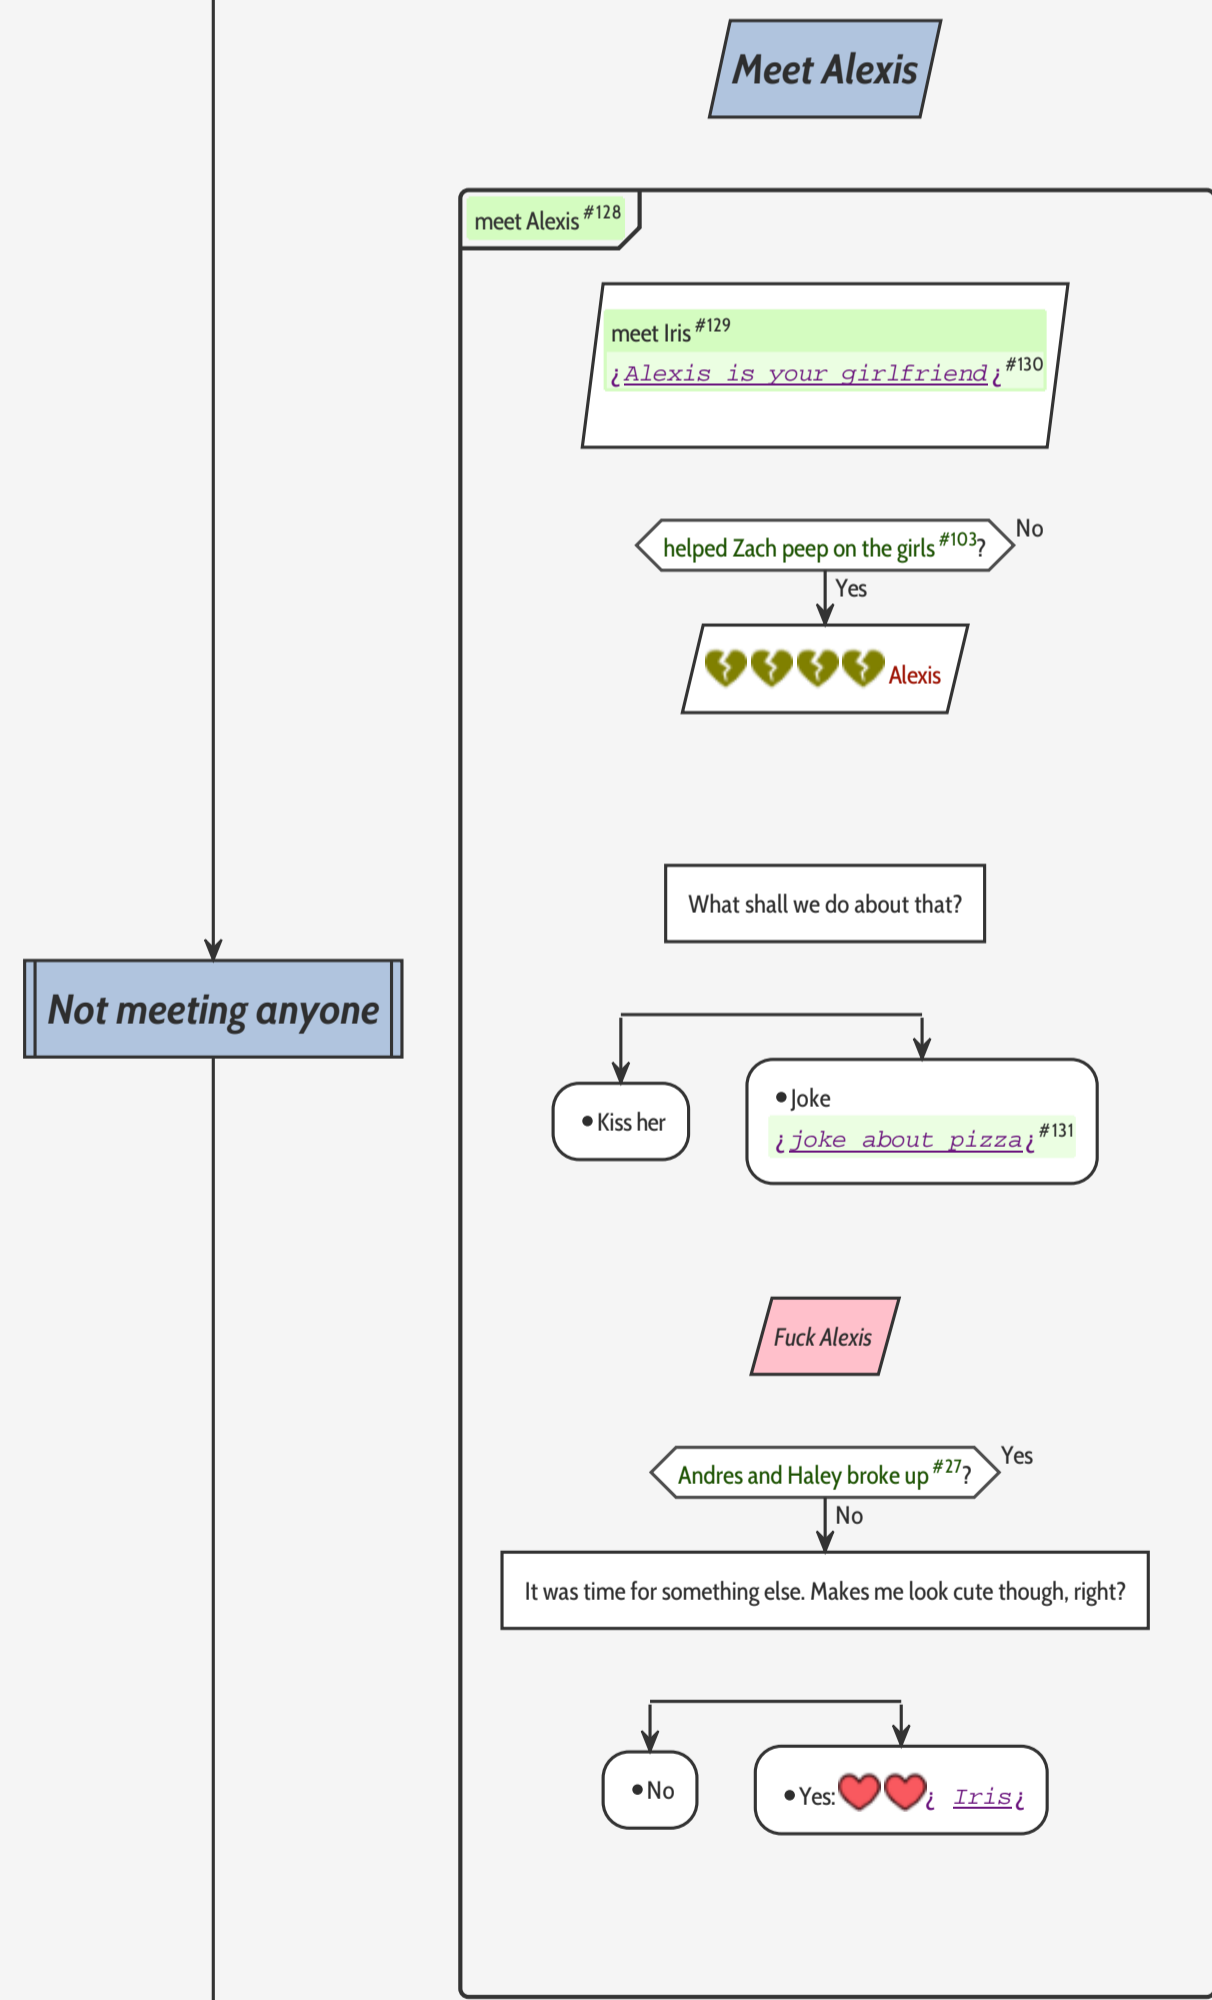 Meet Alexis
meet Alexis #128
meet Iris #129
¿Alexis is your girlfriend¿ #130
helped Zach peep on the girls #103?
No
Yes
Alexis
What shall we do about that?
Not meeting anyone
• Kiss her
• Joke
¿joke about pizza¿ #131
Fuck Alexis
Andres and Haley broke up #27?
Yes
No
It was time for something else. Makes me look cute though, right?
• No
• Yes: ¿ Iris¿